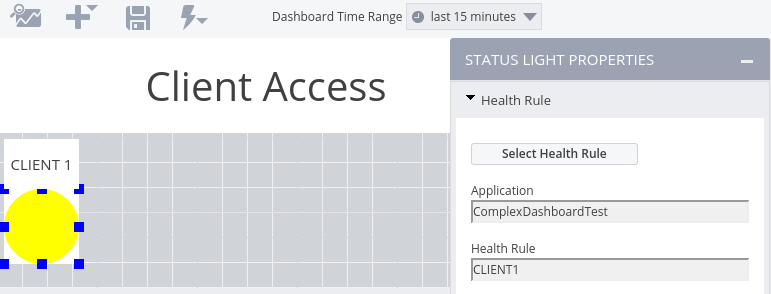 Dashboard Time Range
last 15 minutes
Client Access
CLIENT 1
STATUS LIGHT PROPERTIES
Health Rule
Select Health Rule
Application
ComplexDashboardTest
Health Rule
CLIENT1